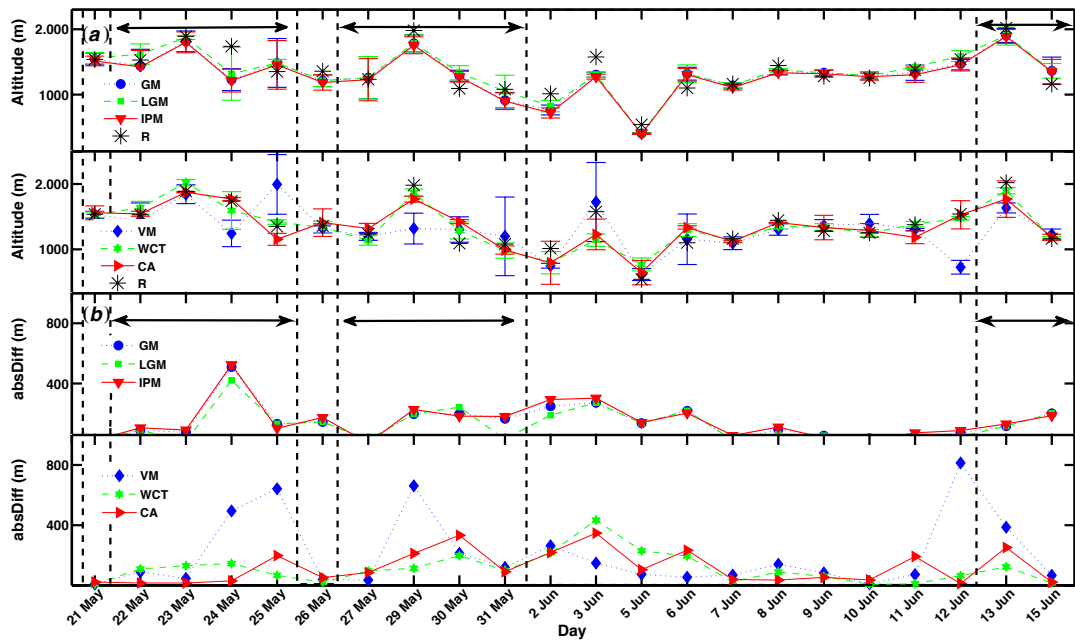 (a)
Altitude (m)
2.000
1000
GM
LGM
IPM
R
Altitude (m)
2.000
1000
VM
WCT
CA
R
(b)
absDiff (m)
800
400
GM
LGM
IPM
absDiff (m)
800
400
VM
WCT
CA
21 May
22 May
23 May
24 May
25 May
26 May
27 May
29 May
30 May
31 May
2 Jun
3 Jun
5 Jun
6 Jun
7 Jun
8 Jun
9 Jun
10 Jun
11 Jun
12 Jun
13 Jun
15 Jun
Day